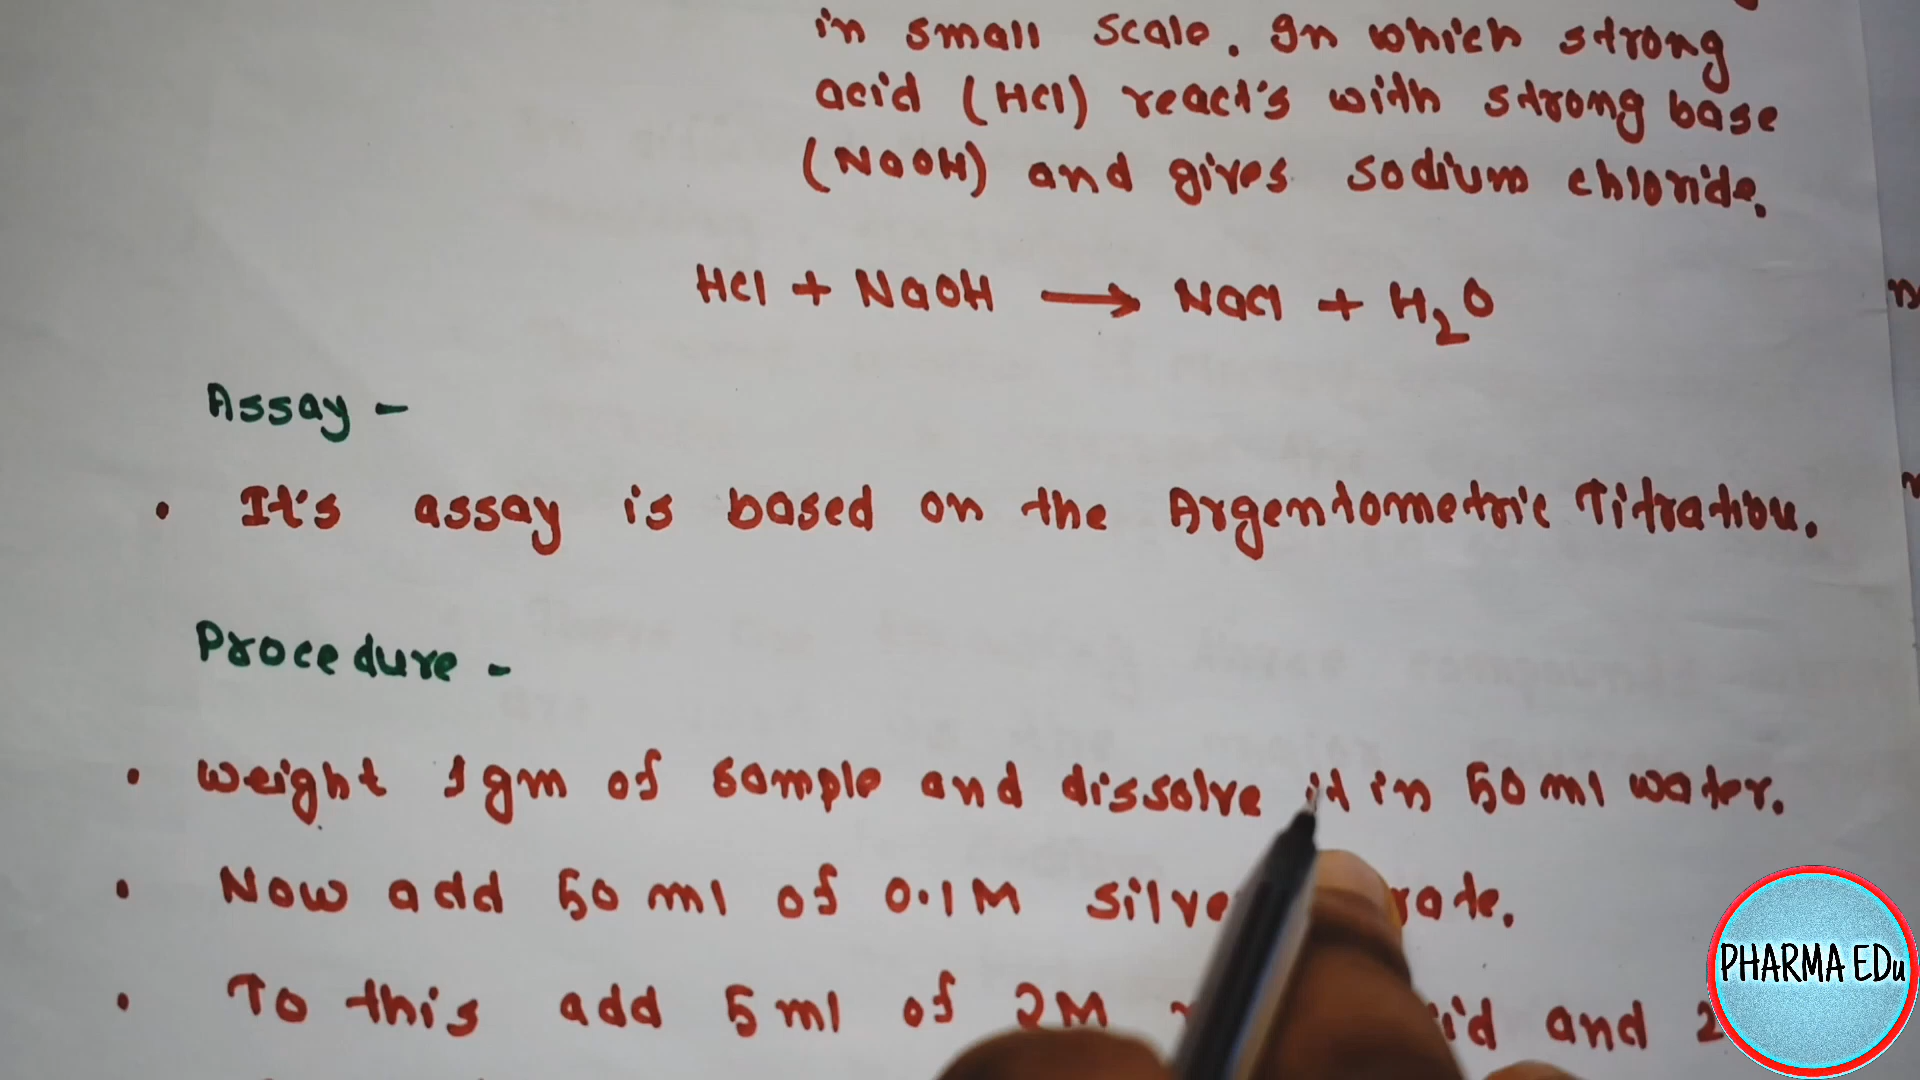 in small scale. In which strong
acid (HCl) react's with strong base
(NaOH) and gives sodium chloride.
HCl + NaOH → NaCl + H₂O
Assay -
• It's assay is based on the Argentometric Titration.
Procedure -
• Weight 1 gm of sample and dissolve it in 50 ml water.
• Now add 50 ml of 0.1M
• To this add 5 ml of 2M and 2
PHARMA EDu